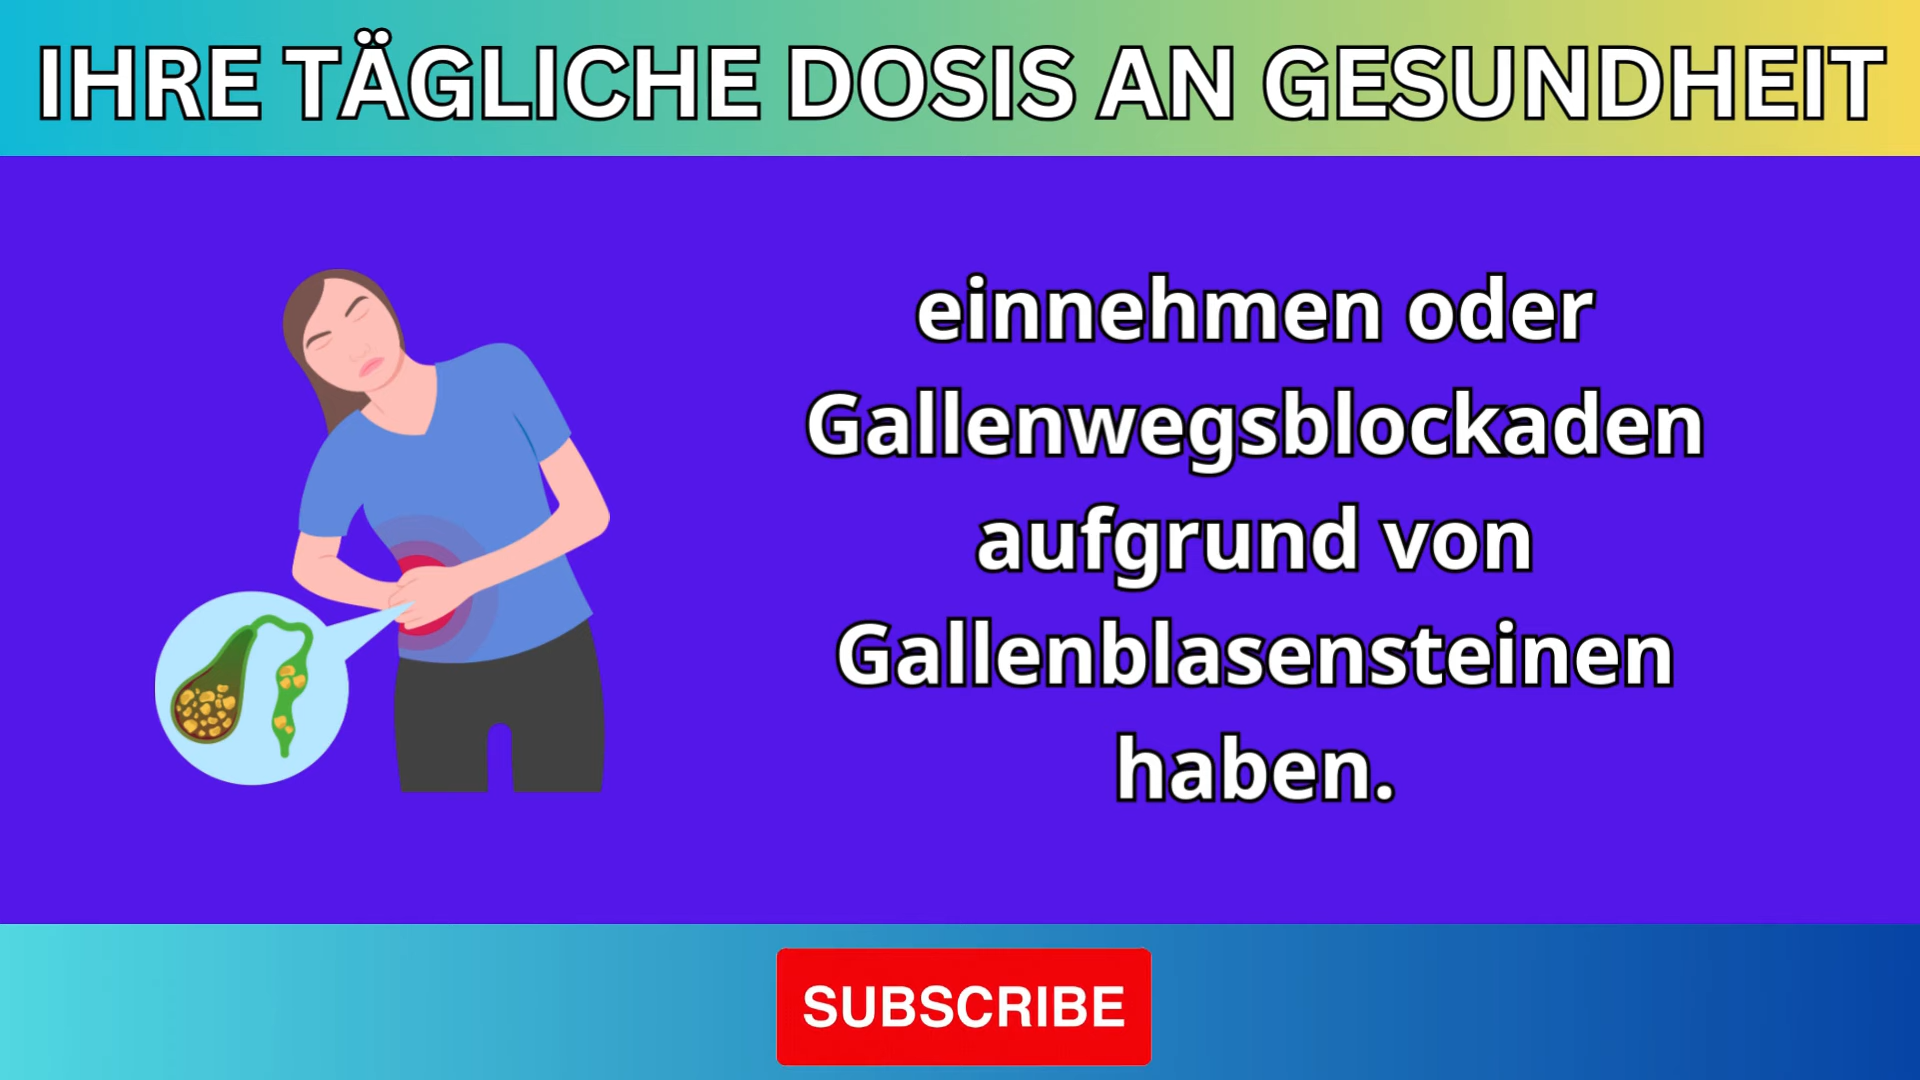 IHRE TÄGLICHE DOSIS AN GESUNDHEIT
einnehmen oder
Gallenwegsblockaden
aufgrund von
Gallenblasensteinen
haben.
SUBSCRIBE